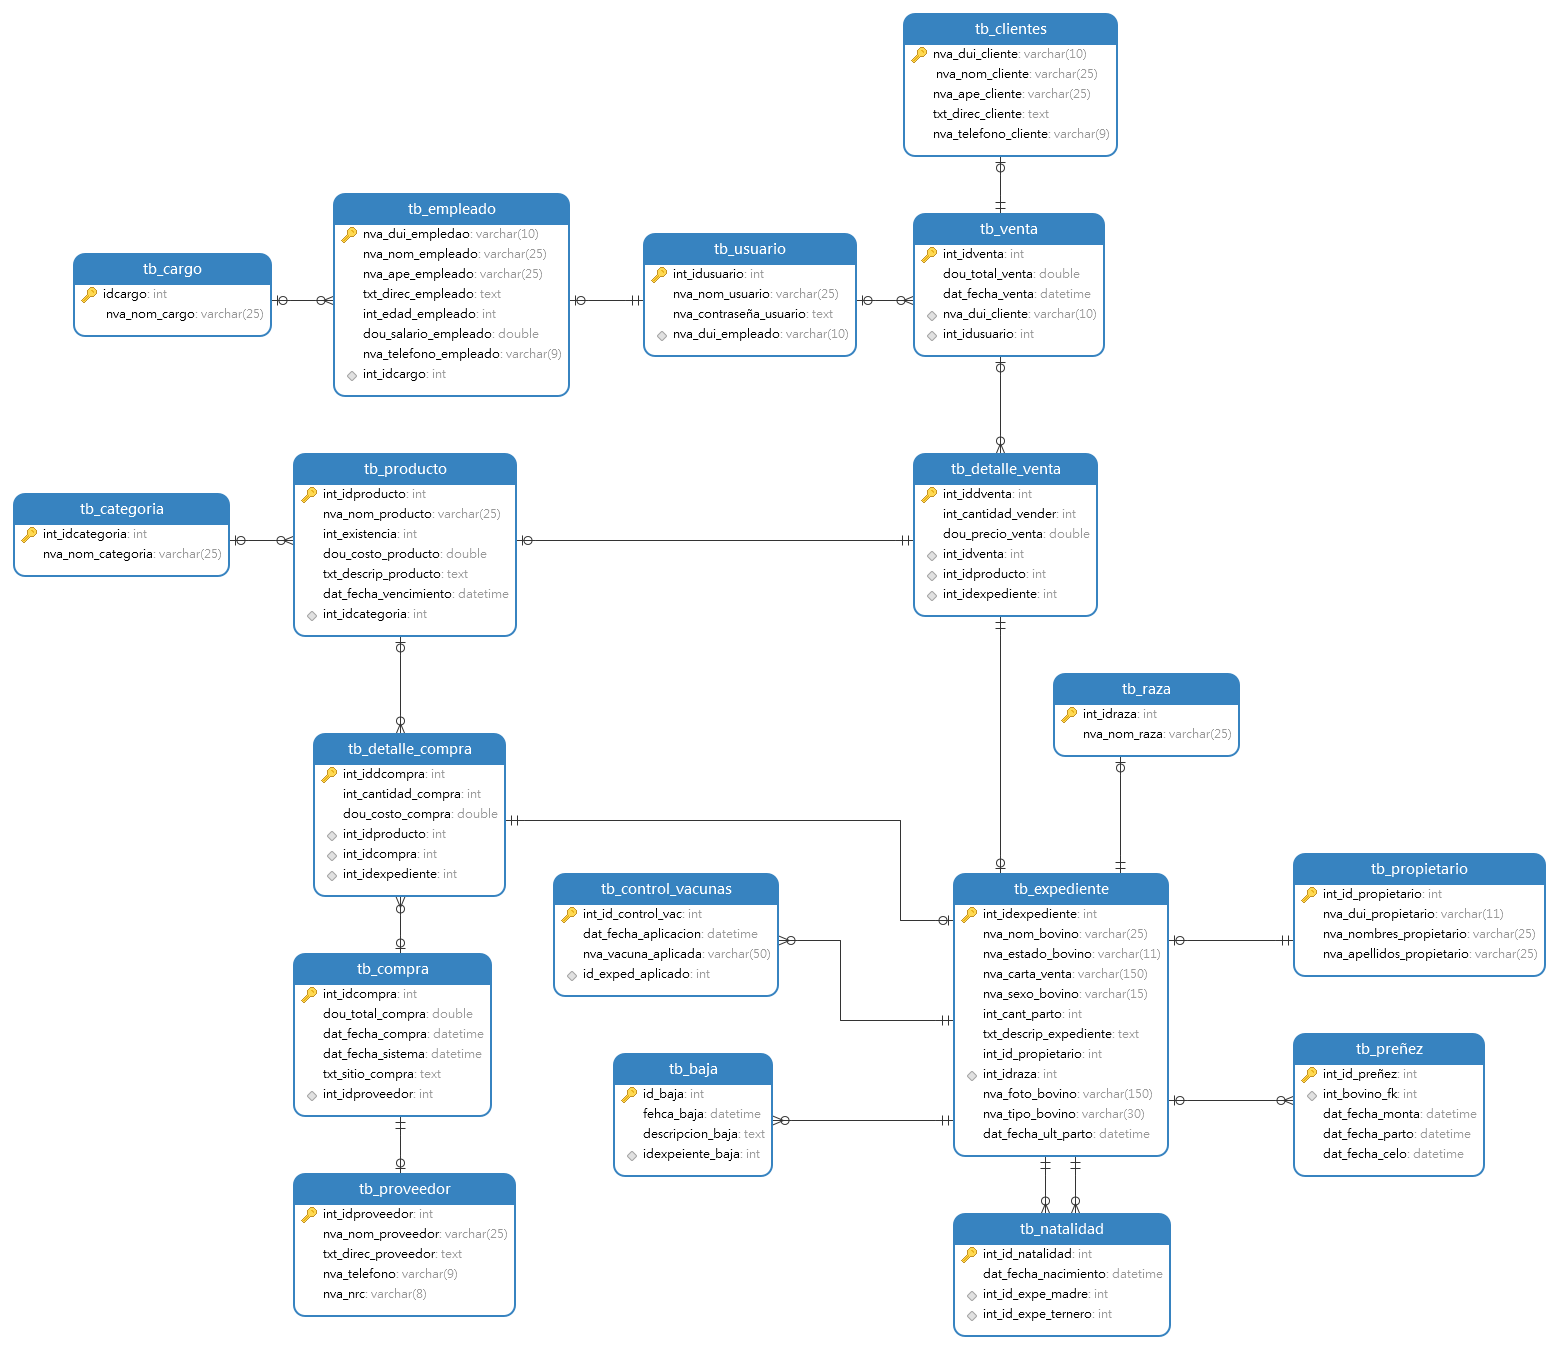 tb_clientes
nva_dui_cliente: varchar(10)
nva_nom_cliente: varchar(25)
nva_ape_cliente: varchar(25)
txt_direc_cliente: text
nva_telefono_cliente: varchar(9)
tb_empleado
nva_dui_empledao: varchar(10)
nva_nom_empleado: varchar(25)
nva_ape_empleado: varchar(25)
txt_direc_empleado: text
int_edad_empleado: int
dou_salario_empleado: double
nva_telefono_empleado: varchar(9)
int_idcargo: int
tb_venta
int_idventa: int
dou_total_venta: double
dat_fecha_venta: datetime
nva_dui_cliente: varchar(10)
int_idusuario: int
tb_usuario
int_idusuario: int
nva_nom_usuario: varchar(25)
nva_contraseña_usuario: text
nva_dui_empleado: varchar(10)
tb_cargo
idcargo: int
nva_nom_cargo: varchar(25)
tb_producto
int_idproducto: int
nva_nom_producto: varchar(25)
int_existencia: int
dou_costo_producto: double
txt_descrip_producto: text
dat_fecha_vencimiento: datetime
int_idcategoria: int
tb_detalle_venta
int_iddventa: int
int_cantidad_vender: int
dou_precio_venta: double
int_idventa: int
int_idproducto: int
int_idexpediente: int
tb_categoria
int_idcategoria: int
nva_nom_categoria: varchar(25)
tb_raza
int_idraza: int
nva_nom_raza: varchar(25)
tb_detalle_compra
int_iddcompra: int
int_cantidad_compra: int
dou_costo_compra: double
int_idproducto: int
int_idcompra: int
int_idexpediente: int
tb_propietario
int_id_propietario: int
nva_dui_propietario: varchar(11)
nva_nombres_propietario: varchar(25)
nva_apellidos_propietario: varchar(25)
tb_control_vacunas
int_id_control_vac: int
dat_fecha_aplicacion: datetime
nva_vacuna_aplicada: varchar(50)
id_exped_aplicado: int
tb_expediente
int_idexpediente: int
nva_nom_bovino: varchar(25)
nva_estado_bovino: varchar(11)
nva_carta_venta: varchar(150)
nva_sexo_bovino: varchar(15)
int_cant_parto: int
txt_descrip_expediente: text
int_id_propietario: int
int_idraza: int
nva_foto_bovino: varchar(150)
nva_tipo_bovino: varchar(30)
dat_fecha_ult_parto: datetime
tb_compra
int_idcompra: int
dou_total_compra: double
dat_fecha_compra: datetime
dat_fecha_sistema: datetime
txt_sitio_compra: text
int_idproveedor: int
tb_preñez
int_id_preñez: int
int_bovino_fk: int
dat_fecha_monta: datetime
dat_fecha_parto: datetime
dat_fecha_celo: datetime
tb_baja
id_baja: int
fehca_baja: datetime
descripcion_baja: text
idexpeiente_baja: int
tb_proveedor
int_idproveedor: int
nva_nom_proveedor: varchar(25)
txt_direc_proveedor: text
nva_telefono: varchar(9)
nva_nrc: varchar(8)
tb_natalidad
int_id_natalidad: int
dat_fecha_nacimiento: datetime
int_id_expe_madre: int
int_id_expe_ternero: int